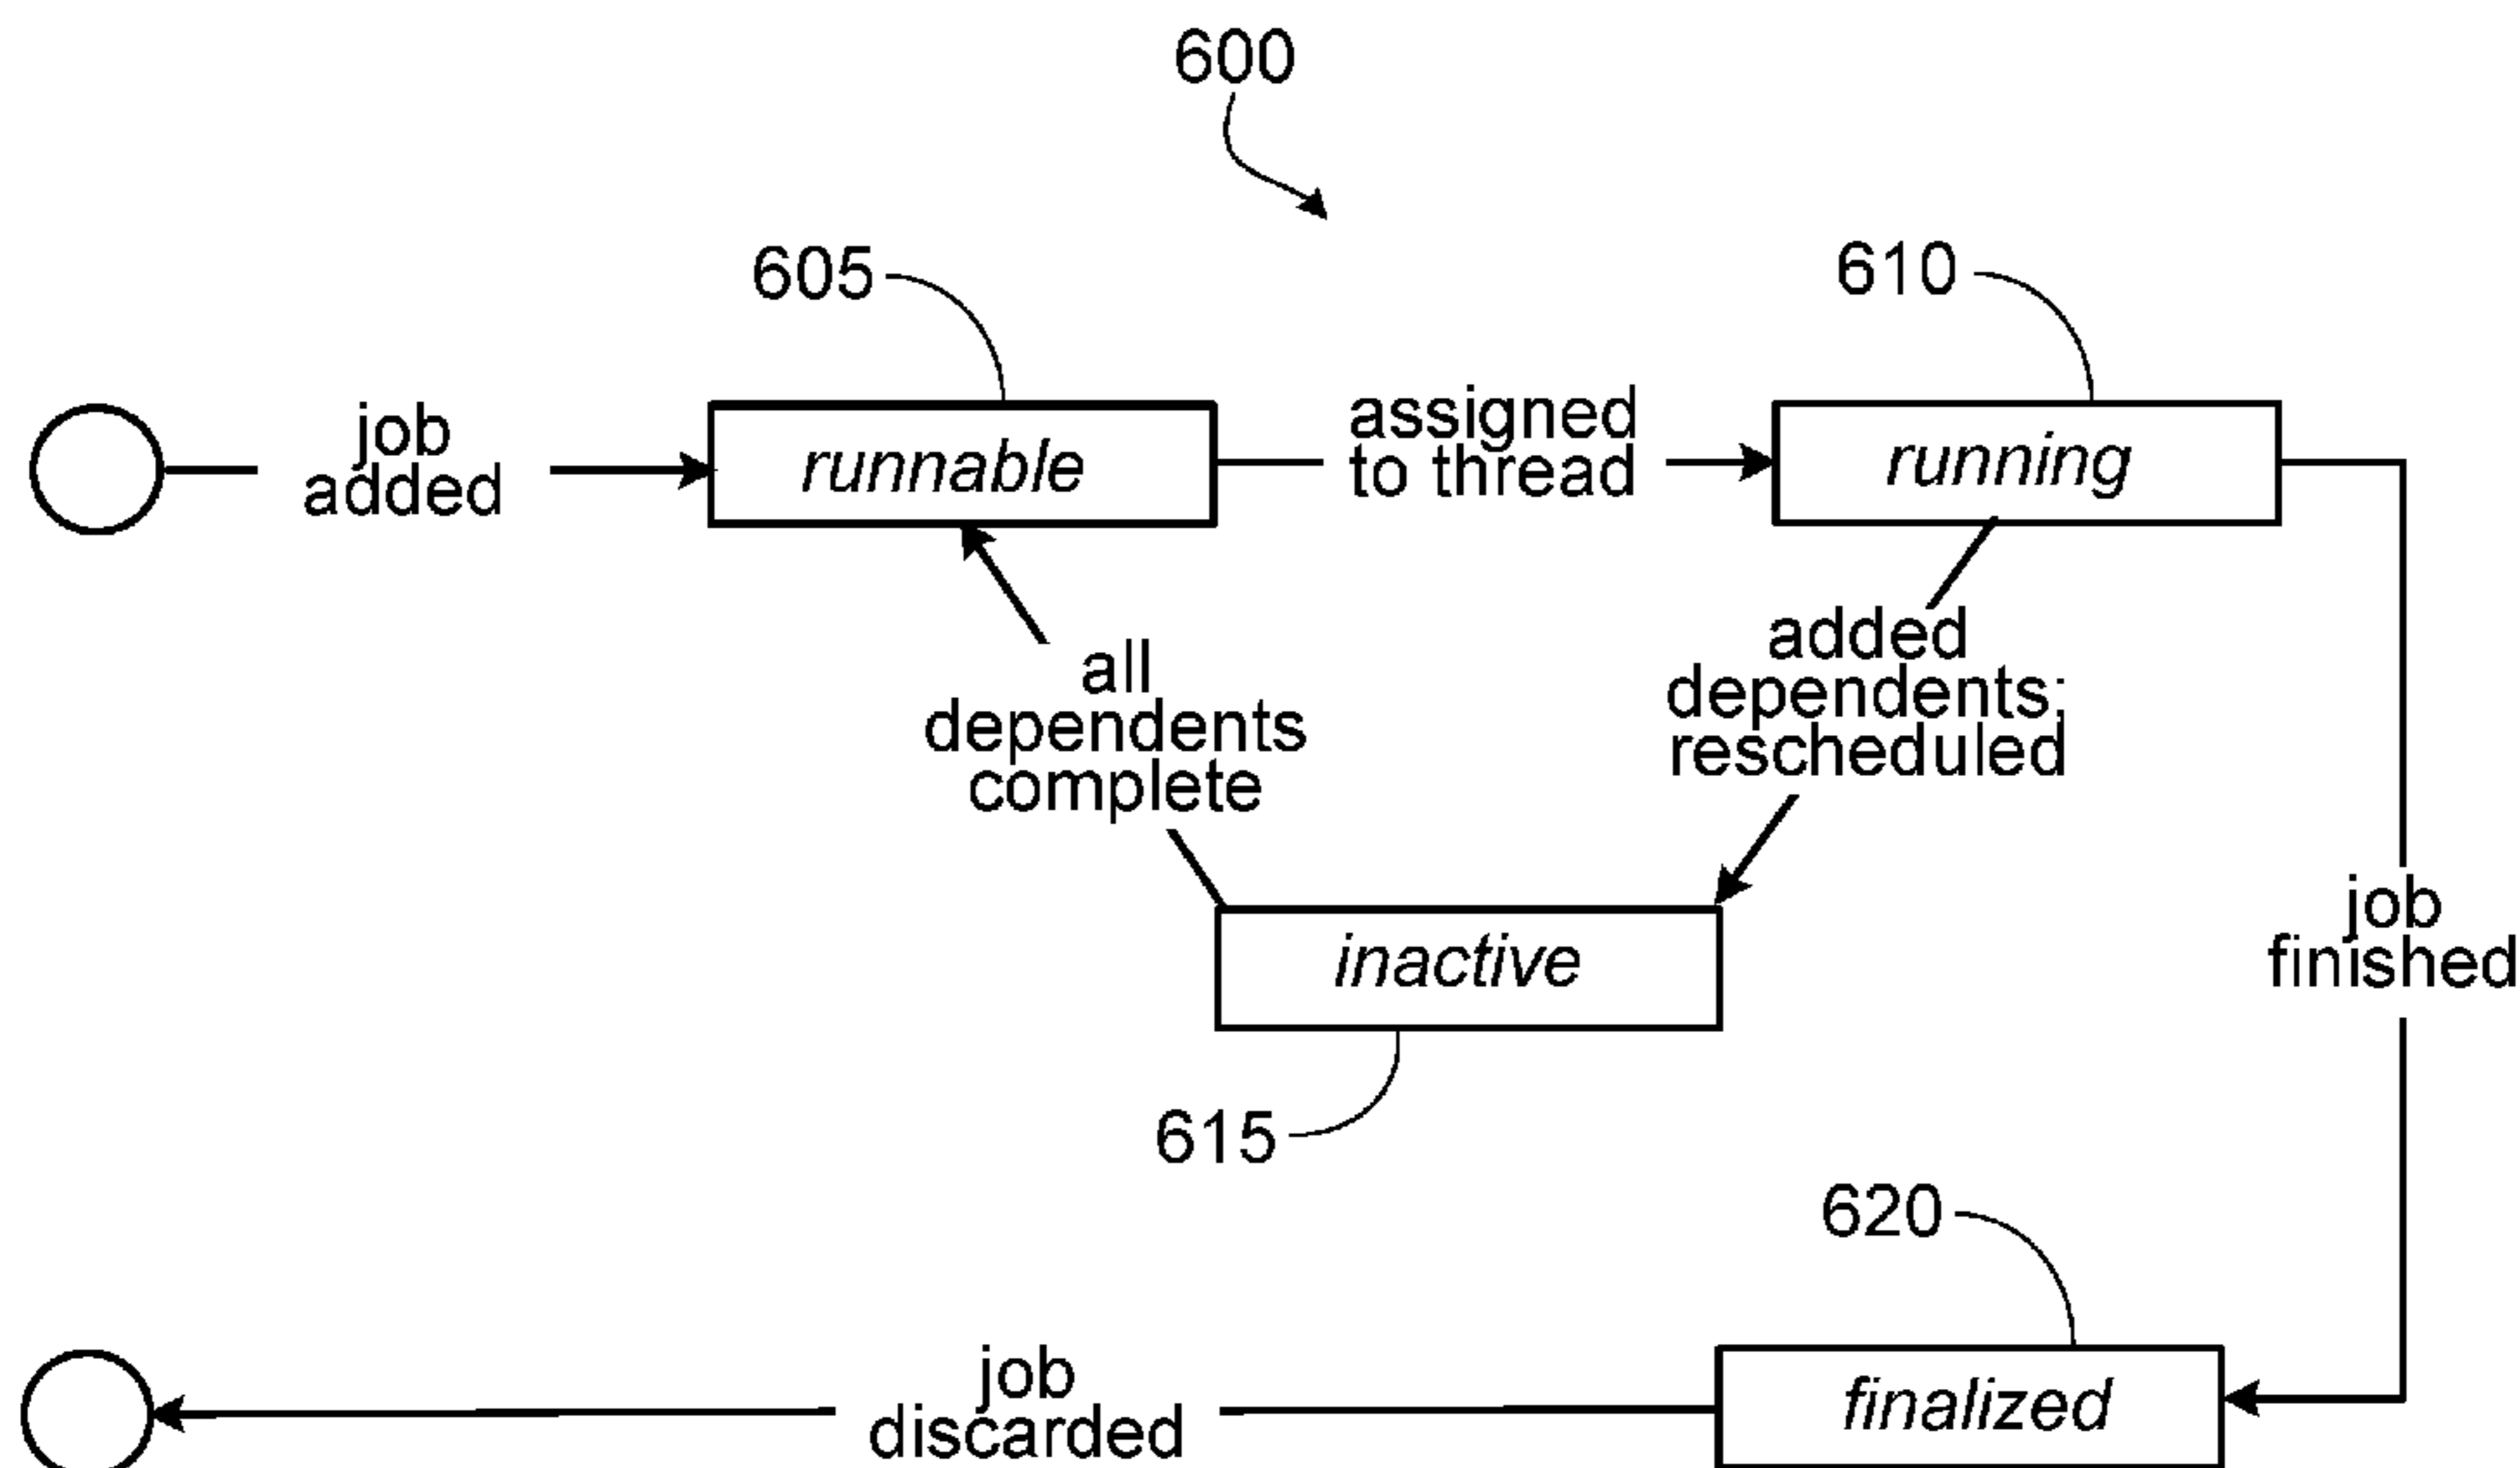 600
605
610
job
added
runnable
assigned
to thread
running
all
dependents
complete
added
dependents;
rescheduled
job
finished
inactive
615
620
job
discarded
finalized